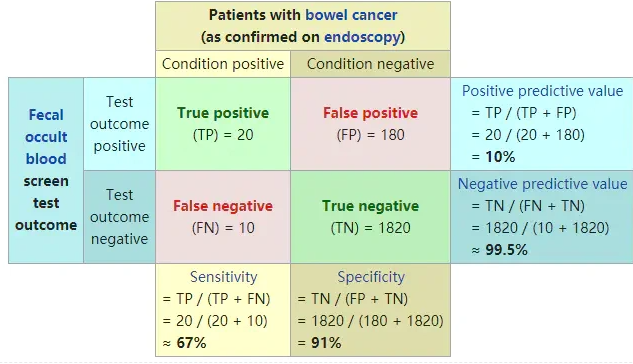 Patients with bowel cancer
(as confirmed on endoscopy)
Condition positive
Condition negative
Fecal
occult
blood
screen
test
outcome
Test
outcome
positive
True positive
(TP) = 20
False positive
(FP) = 180
Positive predictive value
= TP / (TP + FP)
= 20 / (20 + 180)
= 10%
Test
outcome
negative
False negative
(FN) = 10
True negative
(TN) = 1820
Negative predictive value
= TN / (FN + TN)
= 1820 / (10 + 1820)
≈ 99.5%
Sensitivity
= TP / (TP + FN)
= 20 / (20 + 10)
≈ 67%
Specificity
= TN / (FP + TN)
= 1820 / (180 + 1820)
= 91%